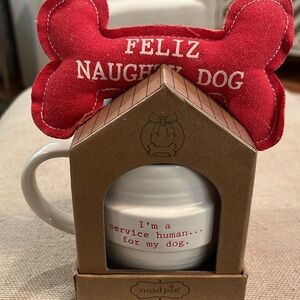 FELIZ
NAUGHTY DOG
I'm a
service human...
for my dog.
mudpie